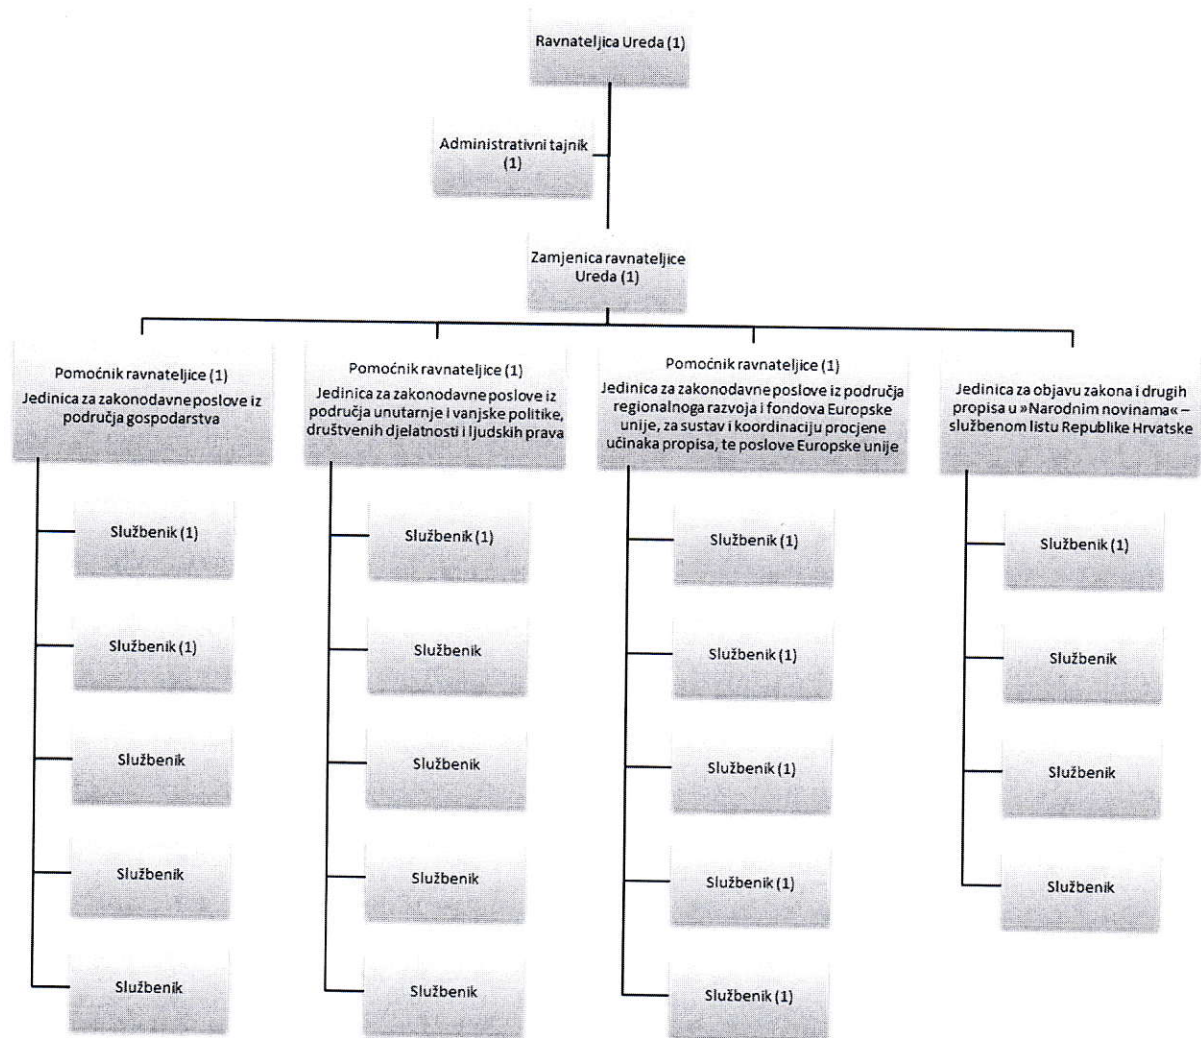 Ravnateljica Ureda (1)
Administrativni tajnik
(1)
Zamjenica ravnateljice
Ureda (1)
Pomoćnik ravnateljice (1)
Jedinica za zakonodavne poslove iz
područja gospodarstva
Službenik (1)
Službenik (1)
Službenik
Službenik
Službenik
Pomoćnik ravnateljice (1)
Jedinica za zakonodavne poslove iz
područja unutarnje i vanjske politike,
društvenih djelatnosti i ljudskih prava
Službenik (1)
Službenik
Službenik
Službenik
Službenik
Pomoćnik ravnateljice (1)
Jedinica za zakonodavne poslove iz područja
regionalnoga razvoja i fondova Europske
unije, za sustav i koordinaciju procjene
učinaka propisa, te poslove Europske unije
Službenik (1)
Službenik (1)
Službenik (1)
Službenik (1)
Službenik (1)
Jedinica za objavu zakona i drugih
propisa u »Narodnim novinama« –
službenom listu Republike Hrvatske
Službenik (1)
Službenik
Službenik
Službenik